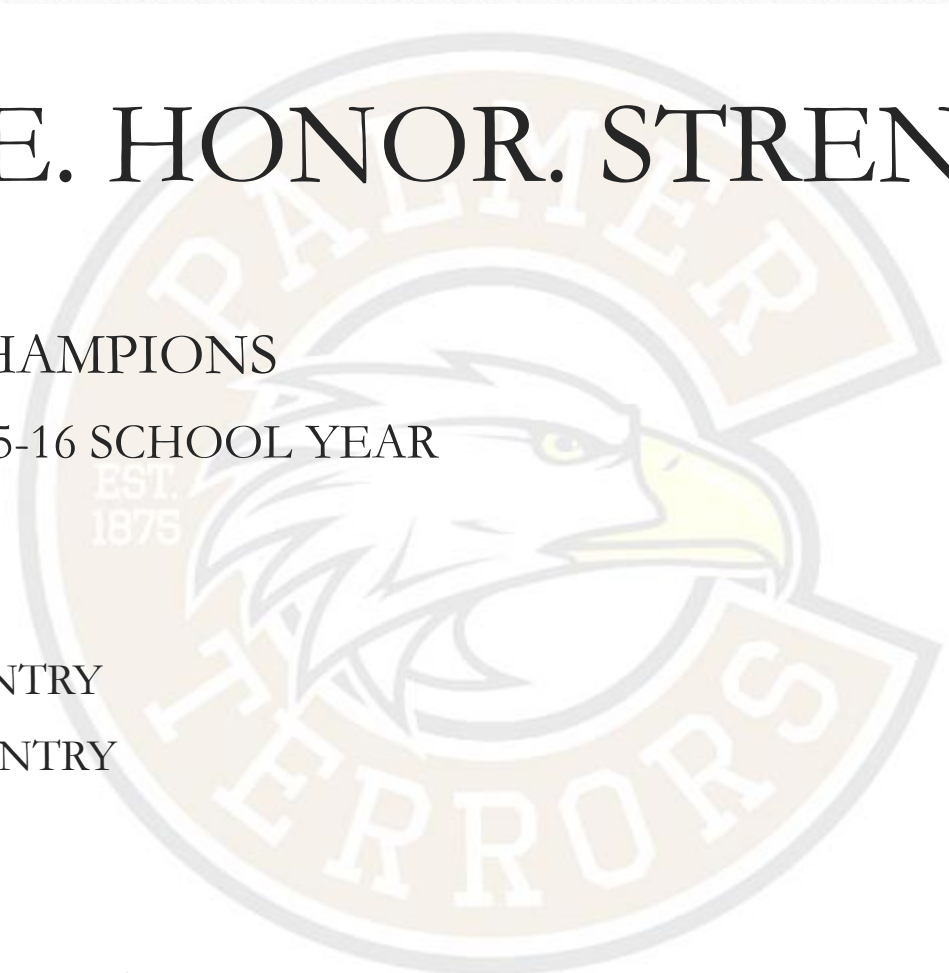 E. HONOR. STREN
PALMER
HAMPIONS
5-16 SCHOOL YEAR
EST.
1875
NTRY
NTRY
TERRORS